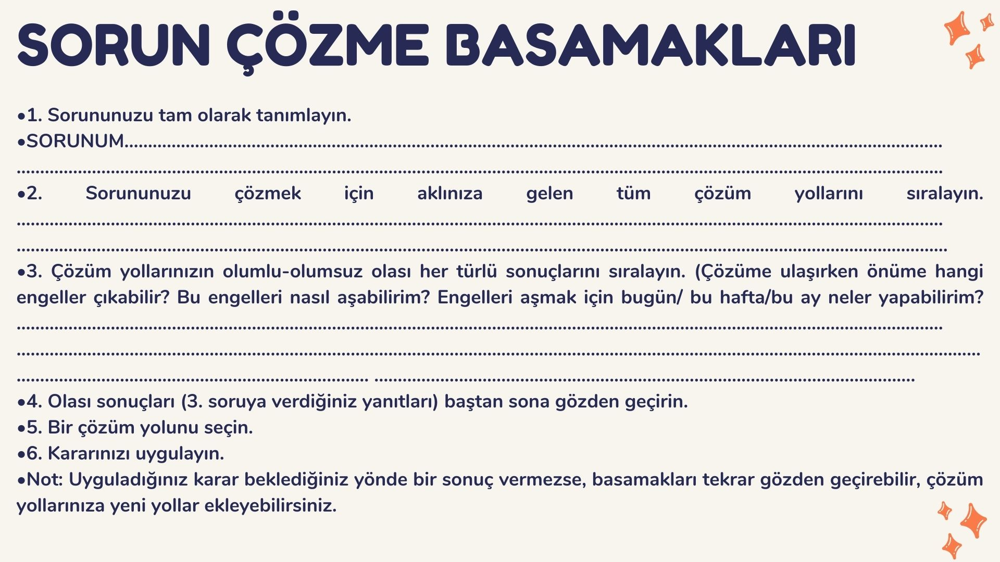 SORUN ÇÖZME BASAMAKLARI
•1. Sorununuzu tam olarak tanımlayın.
•SORUNUM..............................................................................................................................................................................
.....................................................................................................................................................................................................
•2. Sorununuzu çözmek için aklınıza gelen tüm çözüm yollarını sıralayın.
.....................................................................................................................................................................................................
......................................................................................................................................................................................................
•3. Çözüm yollarınızın olumlu-olumsuz olası her türlü sonuçlarını sıralayın. (Çözüme ulaşırken önüme hangi
engeller çıkabilir? Bu engelleri nasıl aşabilirim? Engelleri aşmak için bugün/ bu hafta/bu ay neler yapabilirim?
.....................................................................................................................................................................................................
.............................................................................................................................................................................................................
........................................................................... ...................................................................................................................
•4. Olası sonuçları (3. soruya verdiğiniz yanıtları) baştan sona gözden geçirin.
•5. Bir çözüm yolunu seçin.
•6. Kararınızı uygulayın.
•Not: Uyguladığınız karar beklediğiniz yönde bir sonuç vermezse, basamakları tekrar gözden geçirebilir, çözüm
yollarınıza yeni yollar ekleyebilirsiniz.